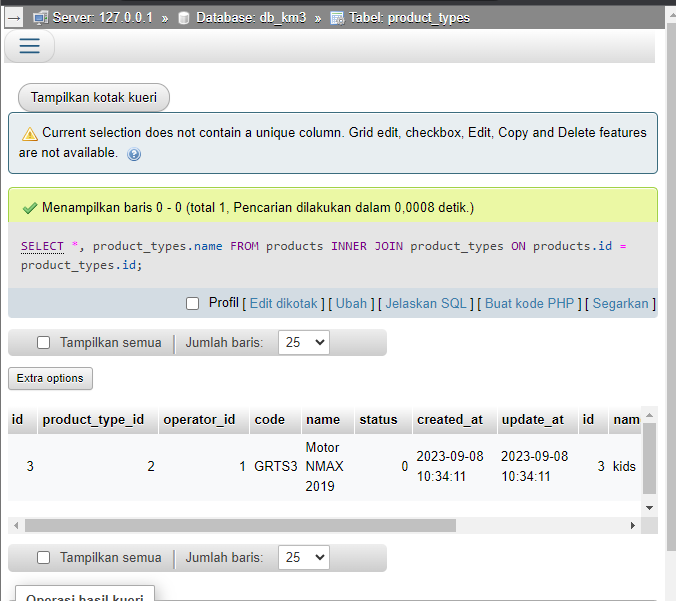 Server: 127.0.0.1 » Database: db_km3 » Tabel: product_types
Tampilkan kotak kueri
Current selection does not contain a unique column. Grid edit, checkbox, Edit, Copy and Delete features
are not available.
Menampilkan baris 0 - 0 (total 1, Pencarian dilakukan dalam 0,0008 detik.)
SELECT *, product_types.name FROM products INNER JOIN product_types ON products.id =
product_types.id;
Profil [ Edit dikotak ] [ Ubah ] [ Jelaskan SQL ] [ Buat kode PHP ] [ Segarkan ]
Tampilkan semua | Jumlah baris: 25
Extra options
id product_type_id operator_id code name status created_at update_at id nam
3 2 1 GRTS3 Motor NMAX 2019 0 2023-09-08 10:34:11 2023-09-08 10:34:11 3 kids
Tampilkan semua | Jumlah baris: 25
Operasi hasil kueri